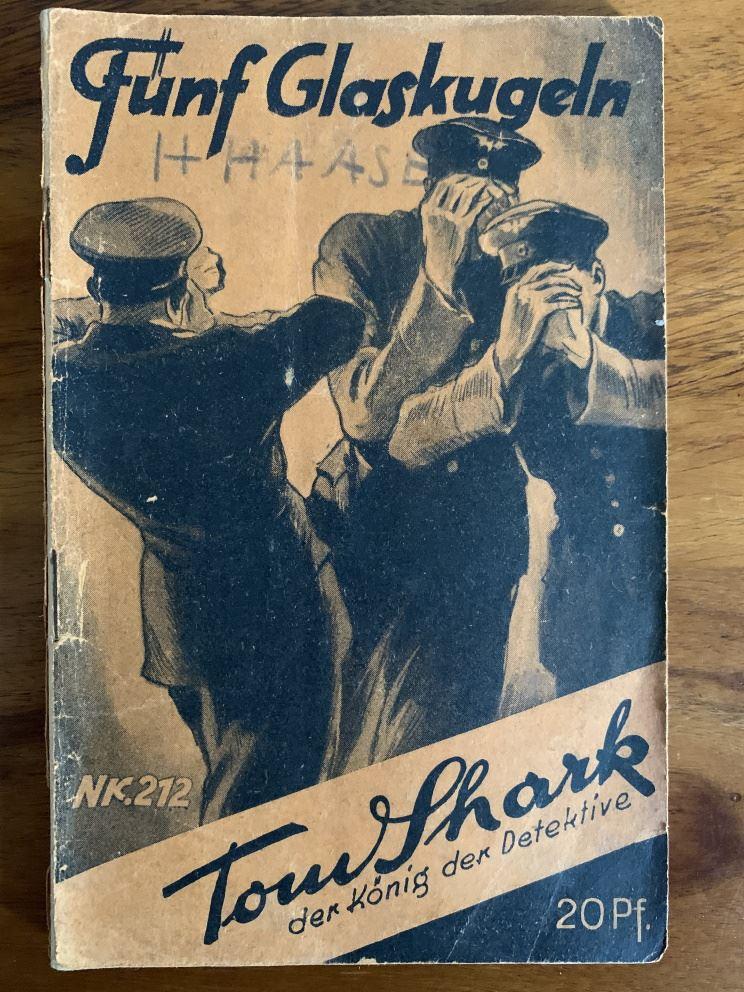 Fünf Glaskugeln
H HAASE
Nr. 212
Tom Shark
der König der Detektive
20 Pf.